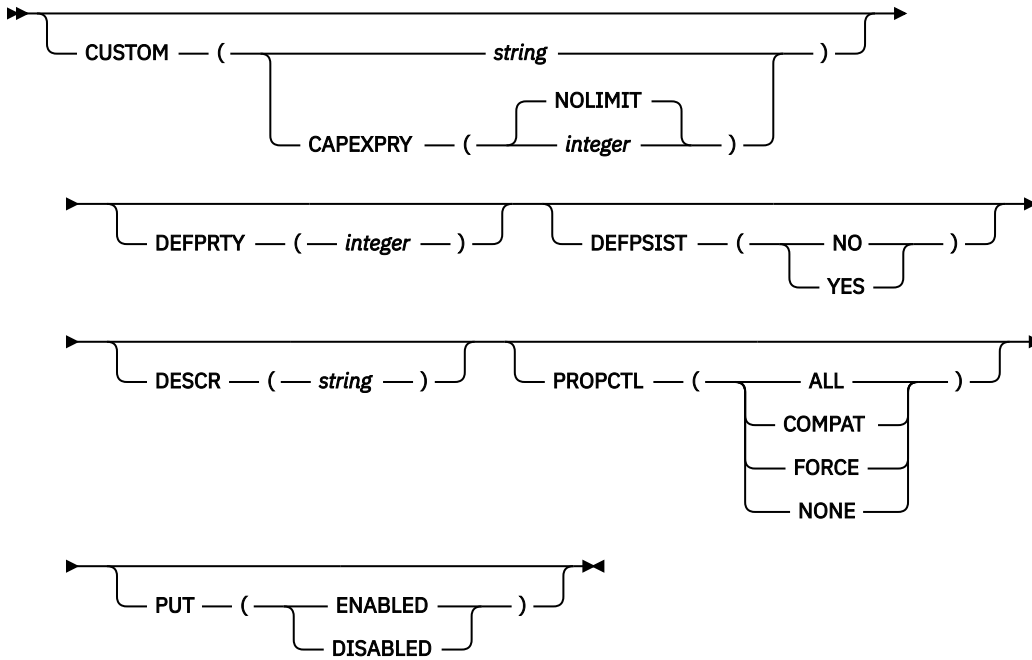 CUSTOM ( string )
NOLIMIT
CAPEXPRY ( integer )
DEFPRTY ( integer ) DEFPSIST ( NO )
YES
DESCR ( string ) PROPCTL ( ALL )
COMPAT
FORCE
NONE
PUT ( ENABLED )
DISABLED